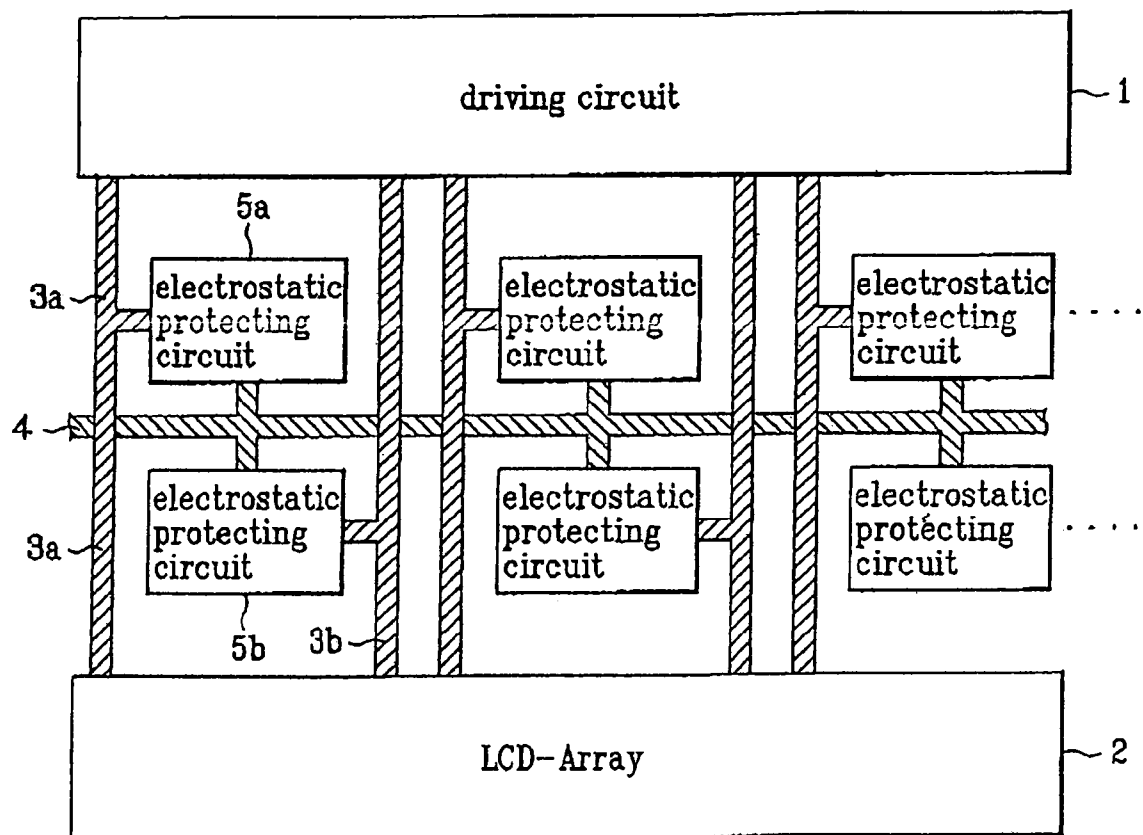 driving circuit
1
5a
3a
electrostatic
protecting
circuit
electrostatic
protecting
circuit
electrostatic
protecting
circuit
. . . .
4
electrostatic
protecting
circuit
electrostatic
protecting
circuit
electrostatic
protecting
circuit
. . . .
3a
5b
3b
LCD-Array
2